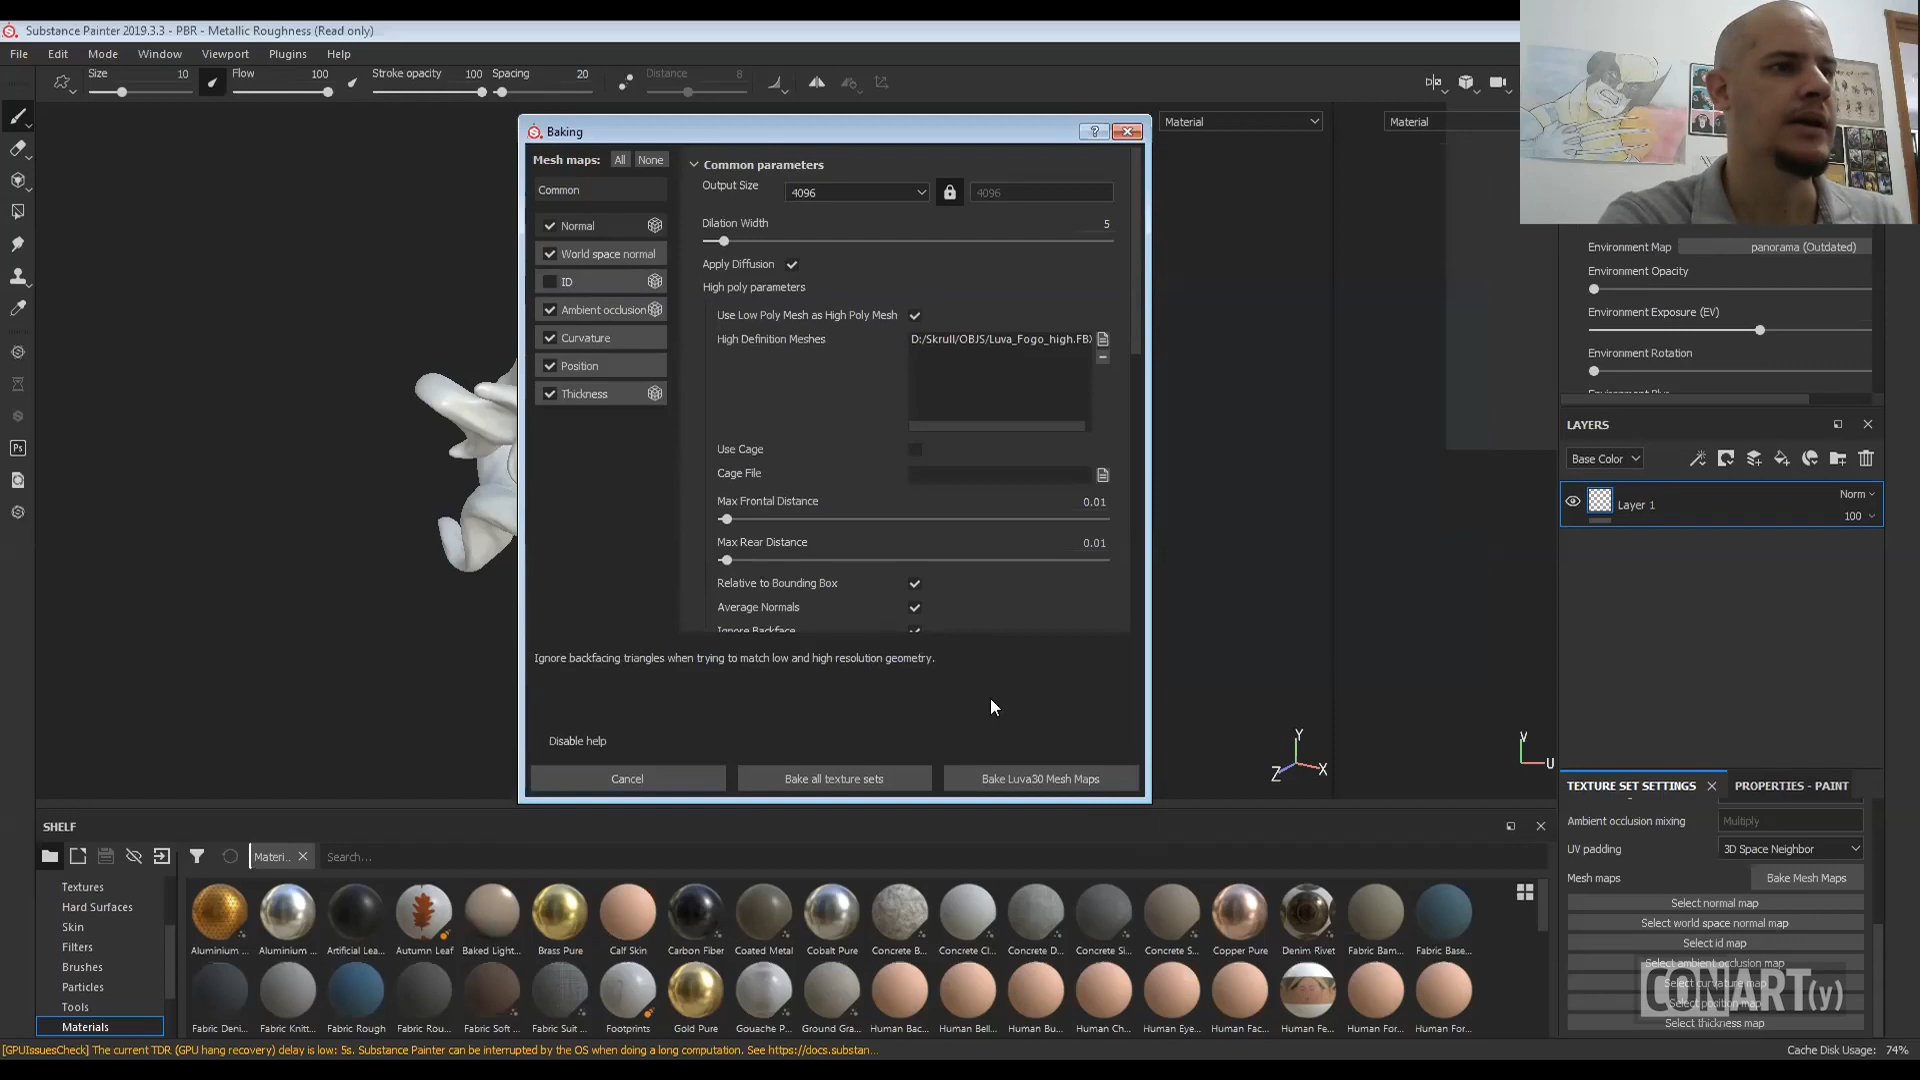 Substance Painter 2019.3.3 - PBR - Metallic Roughness (Read only)
File Edit Mode Window Viewport Plugins Help
Size 10 Flow 100 Stroke opacity 100 Spacing 20 Distance 8
Baking
Mesh maps: All None
Common
Normal
World space normal
ID
Ambient occlusion
Curvature
Position
Thickness
Common parameters
Output Size 4096 4096
Dilation Width 5
Apply Diffusion
High poly parameters
Use Low Poly Mesh as High Poly Mesh
High Definition Meshes D:/Skrull/OBJS/Luva_Fogo_high.FBX
Use Cage
Cage File
Max Frontal Distance 0.01
Max Rear Distance 0.01
Relative to Bounding Box
Average Normals
Ignore Backface
Ignore backfacing triangles when trying to match low and high resolution geometry.
Disable help
Cancel Bake all texture sets Bake Luva30 Mesh Maps
Material Material
Y
Z X
V
U
Environment Map panorama (Outdated)
Environment Opacity
Environment Exposure (EV)
Environment Rotation
LAYERS
Base Color
Layer 1 Norm
100
TEXTURE SET SETTINGS PROPERTIES - PAINT
Ambient occlusion mixing Multiply
UV padding 3D Space Neighbor
Mesh maps Bake Mesh Maps
Select normal map
Select world space normal map
Select id map
Select ambient occlusion map
Select curvature map
Select position map
Select thickness map
CONART(y)
SHELF
Materi... Search...
Textures
Hard Surfaces
Skin
Filters
Brushes
Particles
Tools
Materials
Aluminium ... Aluminium ... Artificial Lea... Autumn Leaf Baked Light... Brass Pure Calf Skin Carbon Fiber Coated Metal Cobalt Pure Concrete B... Concrete Cl... Concrete D... Concrete Si... Concrete S... Copper Pure Denim Rivet Fabric Bam... Fabric Base...
Fabric Deni... Fabric Knitt... Fabric Rough Fabric Rou... Fabric Soft ... Fabric Suit ... Footprints Gold Pure Gouache P... Ground Gra... Human Bac... Human Bell... Human Bu... Human Ch... Human Eye... Human Fac... Human Fe... Human For... Human For...
[GPUIssuesCheck] The current TDR (GPU hang recovery) delay is low: 5s. Substance Painter can be interrupted by the OS when doing a long computation. See https://docs.substan...
Cache Disk Usage: 74%